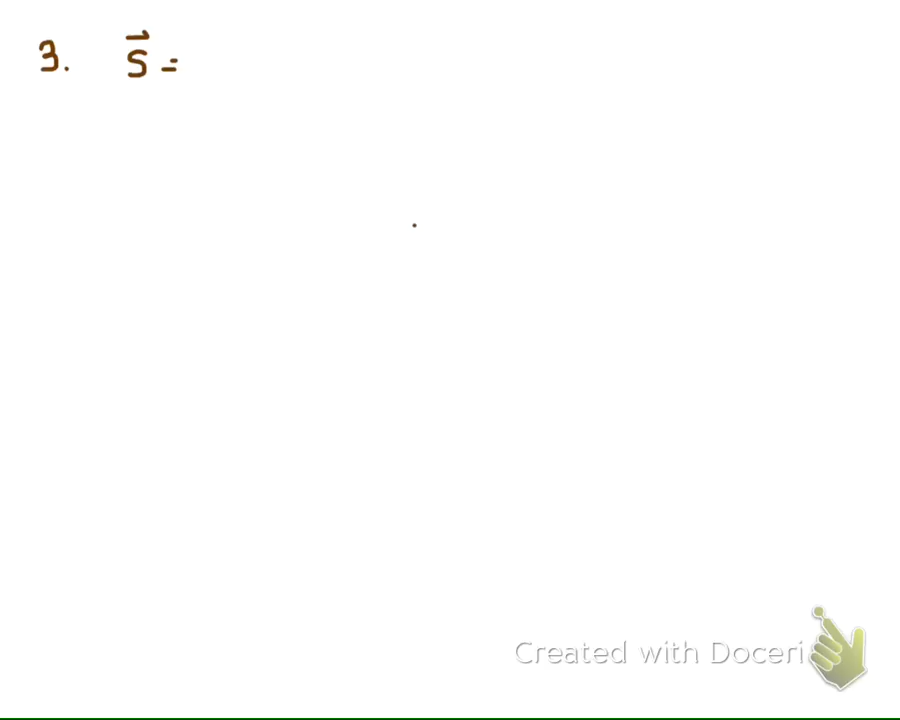 3. S⃗ =
Created with Doceri